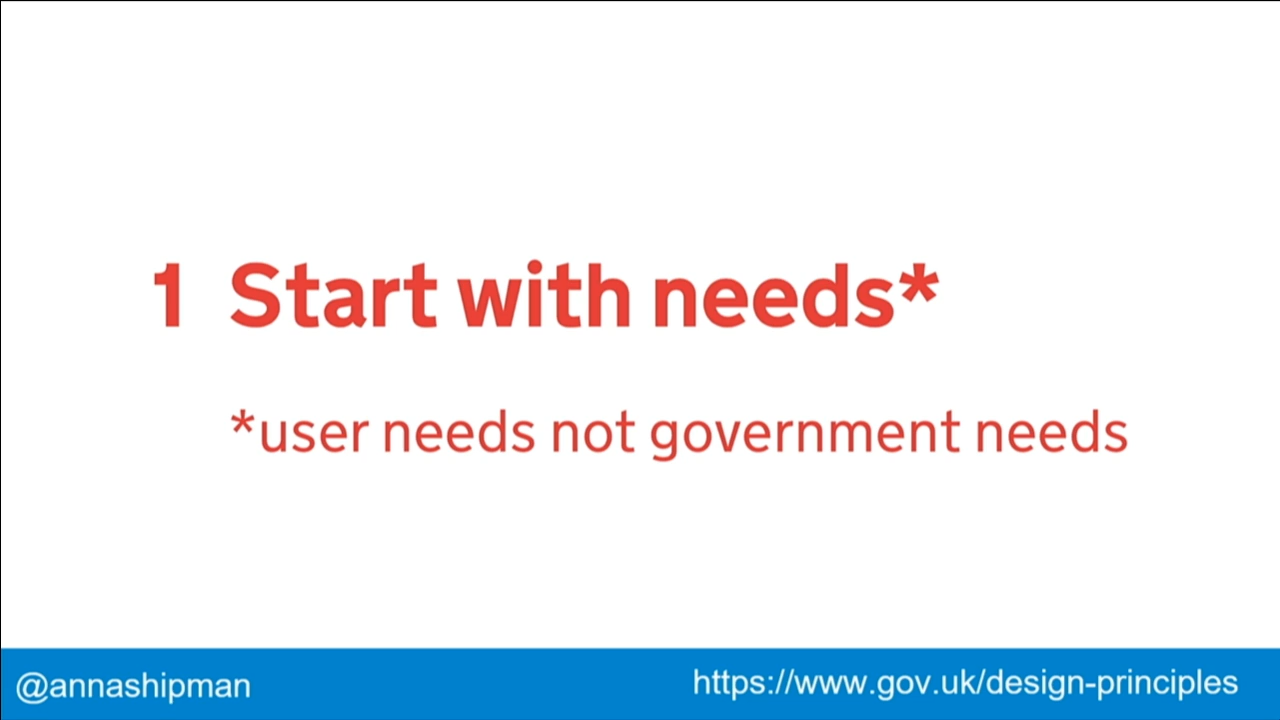 1 Start with needs*
*user needs not government needs
@annashipman
https://www.gov.uk/design-principles